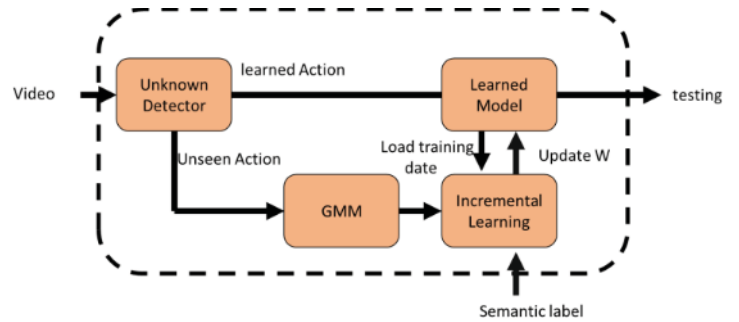 learned Action
Video
Unknown
Detector
Learned
Model
testing
Unseen Action
Load training
date
Update W
GMM
Incremental
Learning
Semantic label